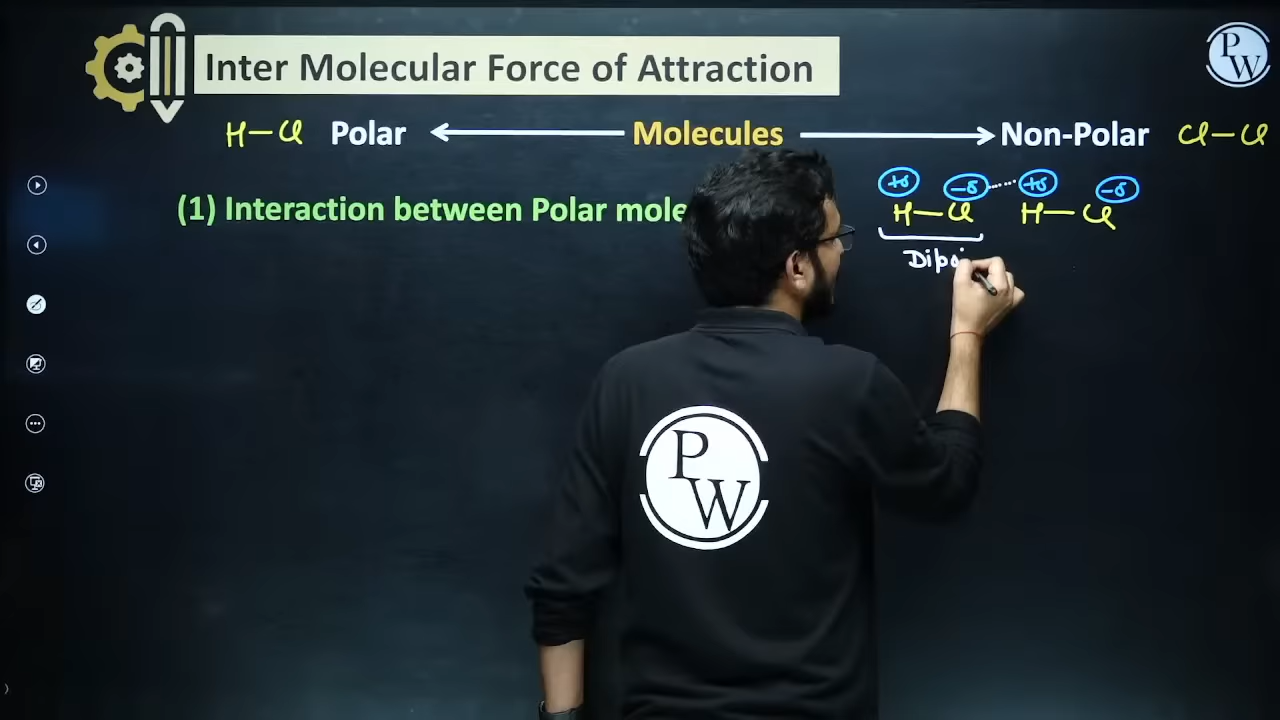 Inter Molecular Force of Attraction
PW
H–Cl Polar Molecules Non-Polar Cl–Cl
+δ -δ +δ -δ
(1) Interaction between Polar mole
H–Cl H–Cl
Dipo
PW